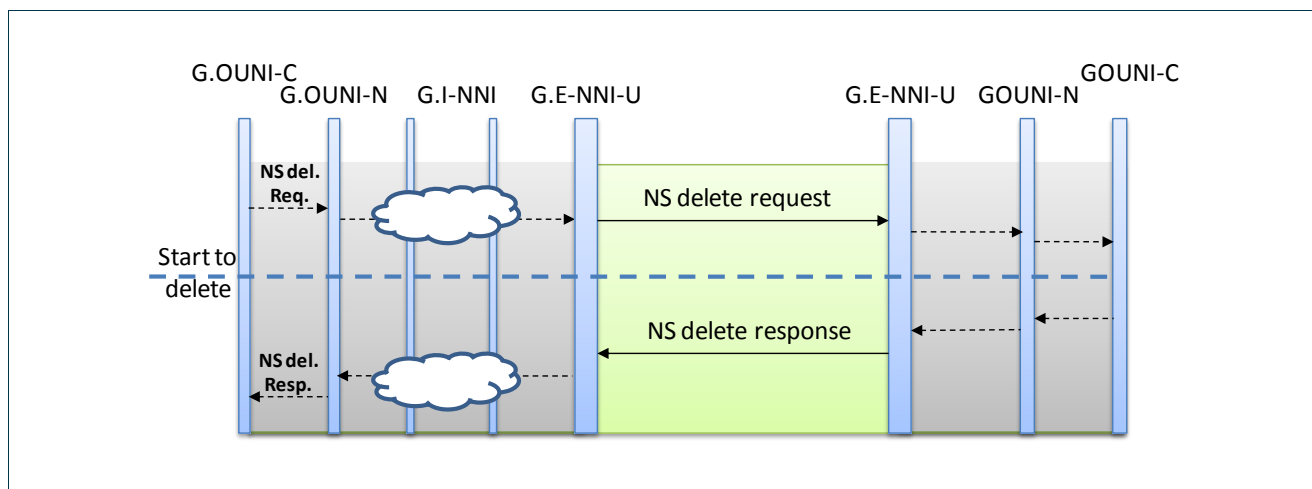 G.OUNI-C
G.OUNI-N
G.I-NNI
G.E-NNI-U
G.E-NNI-U
GOUNI-N
GOUNI-C
NS del.
Req.
NS delete request
Start to
delete
NS delete response
NS del.
Resp.